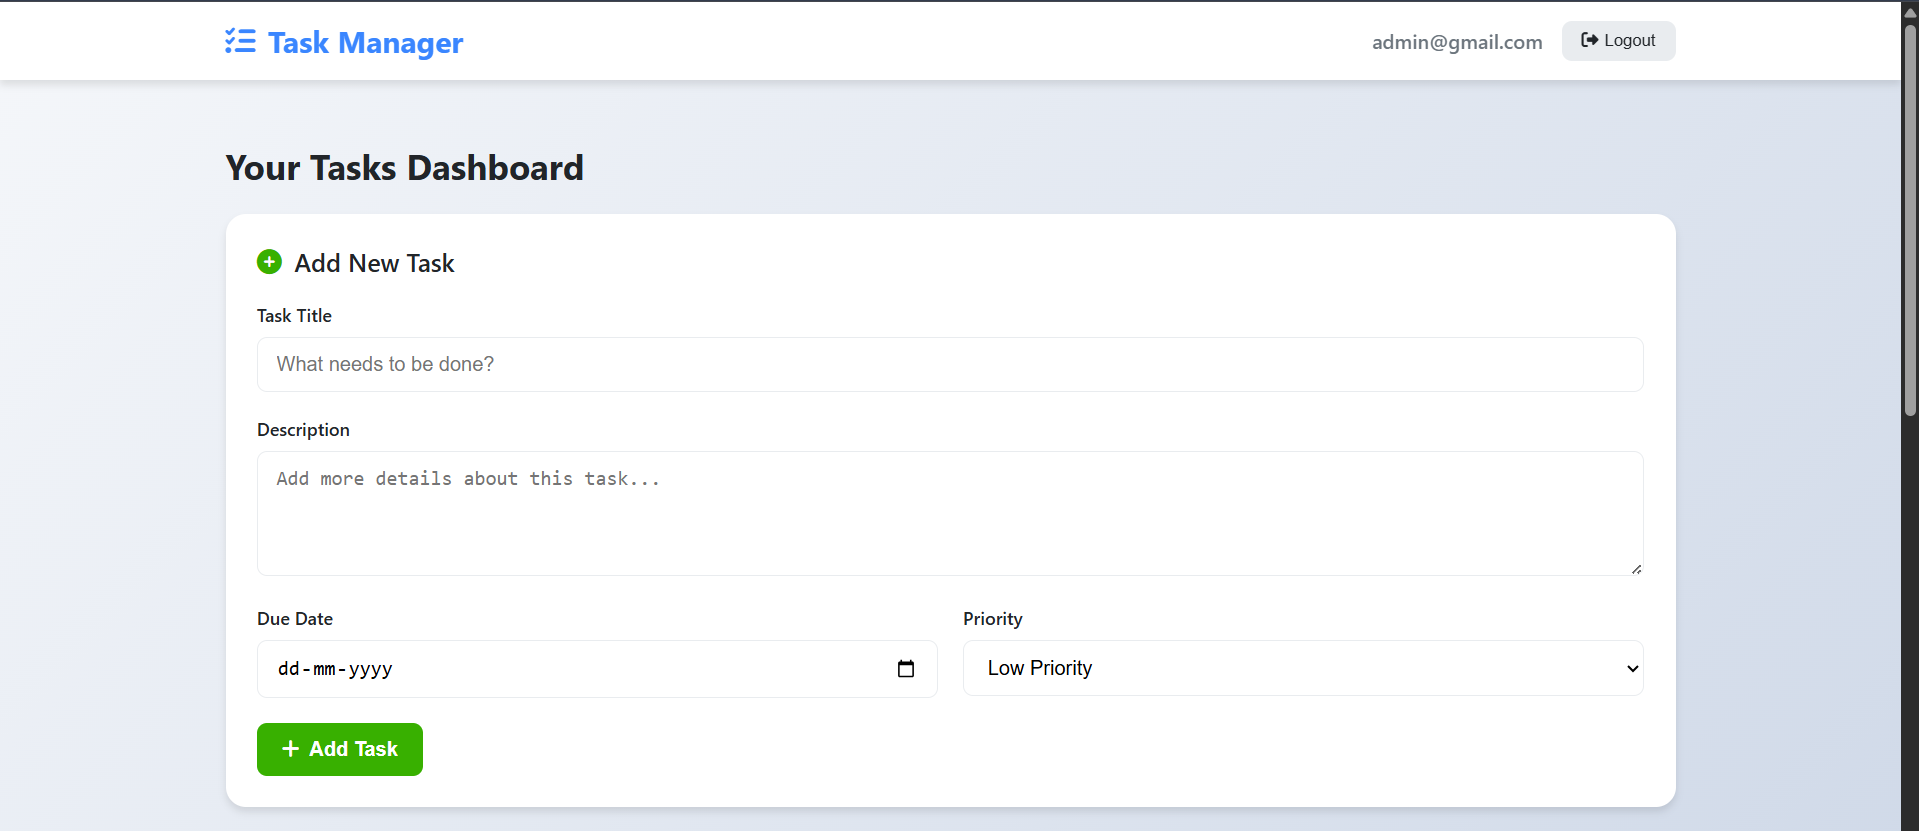 Task Manager
admin@gmail.com
Logout
Your Tasks Dashboard
Add New Task
Task Title
What needs to be done?
Description
Add more details about this task...
Due Date
Priority
dd-mm-yyyy
Low Priority
Add Task